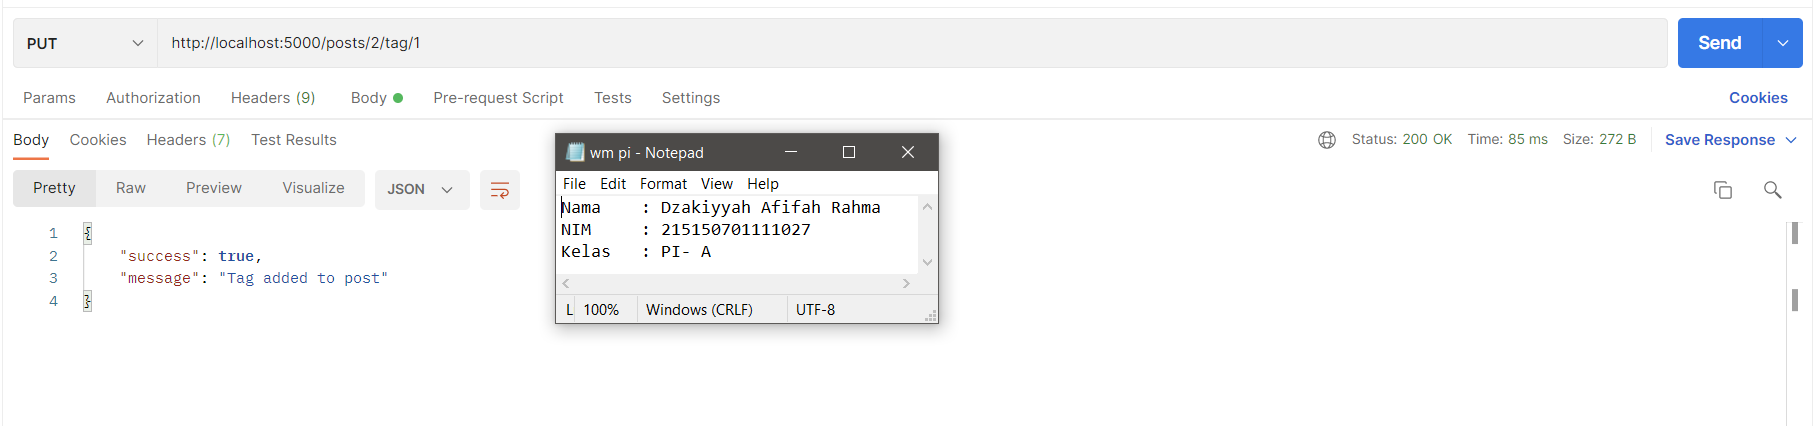 PUT http://localhost:5000/posts/2/tag/1 Send
Params Authorization Headers (9) Body Pre-request Script Tests Settings Cookies
Body Cookies Headers (7) Test Results Status: 200 OK Time: 85 ms Size: 272 B Save Response
Pretty Raw Preview Visualize JSON
1 {
2 "success": true,
3 "message": "Tag added to post"
4 }
wm pi - Notepad
File Edit Format View Help
Nama : Dzakiyyah Afifah Rahma
NIM : 215150701111027
Kelas : PI- A
L 100% Windows (CRLF) UTF-8